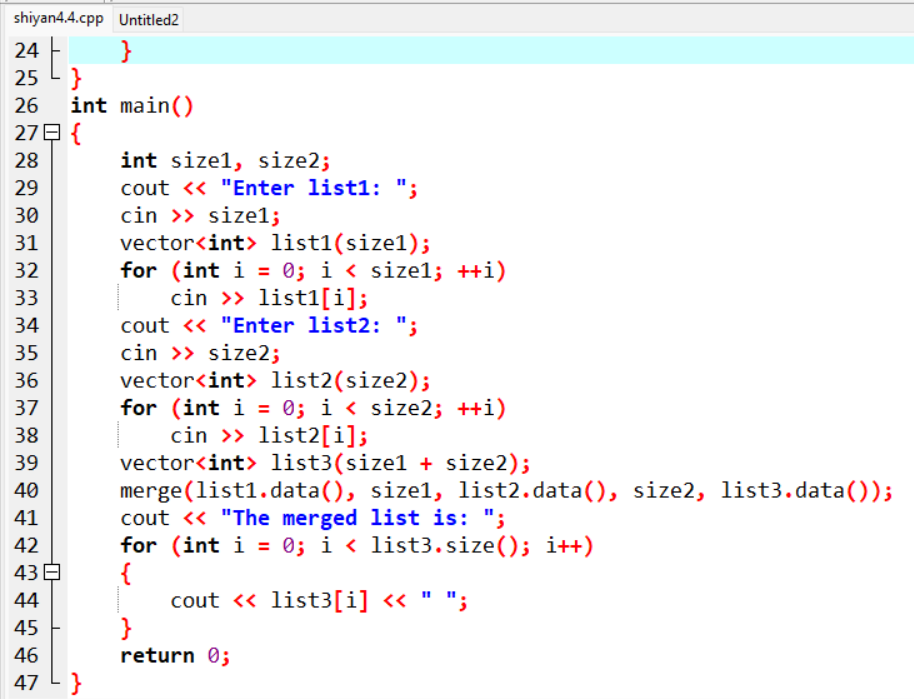 shiyan4.4.cpp Untitled2
24 }
25 }
26 int main()
27 {
28 int size1, size2;
29 cout << "Enter list1: ";
30 cin >> size1;
31 vector<int> list1(size1);
32 for (int i = 0; i < size1; ++i)
33 cin >> list1[i];
34 cout << "Enter list2: ";
35 cin >> size2;
36 vector<int> list2(size2);
37 for (int i = 0; i < size2; ++i)
38 cin >> list2[i];
39 vector<int> list3(size1 + size2);
40 merge(list1.data(), size1, list2.data(), size2, list3.data());
41 cout << "The merged list is: ";
42 for (int i = 0; i < list3.size(); i++)
43 {
44 cout << list3[i] << " ";
45 }
46 return 0;
47 }